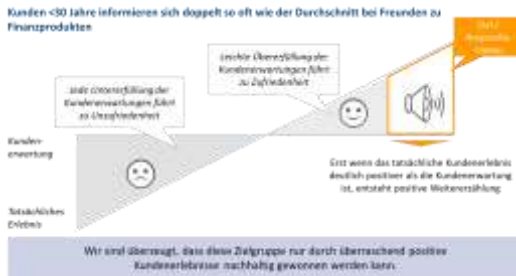 Kunden <30 Jahre informieren sich doppelt so oft wie der Durchschnitt bei Freunden zu
Finanzprodukten
Leichte Übererfüllung der
Kundenerwartungen führt
zu Zufriedenheit
Jede Untererfüllung der
Kundenerwartungen führt
zu Unzufriedenheit
Kunden-
erwartung
Tatsächliches
Erlebnis
Erst wenn das tatsächliche Kundenerlebnis
deutlich positiver als die Kundenerwartung
ist, entsteht positive Weitererzählung
Wir sind überzeugt, dass diese Zielgruppe nur durch überraschend positive
Kundenerlebnisse nachhaltig gewonnen werden kann.